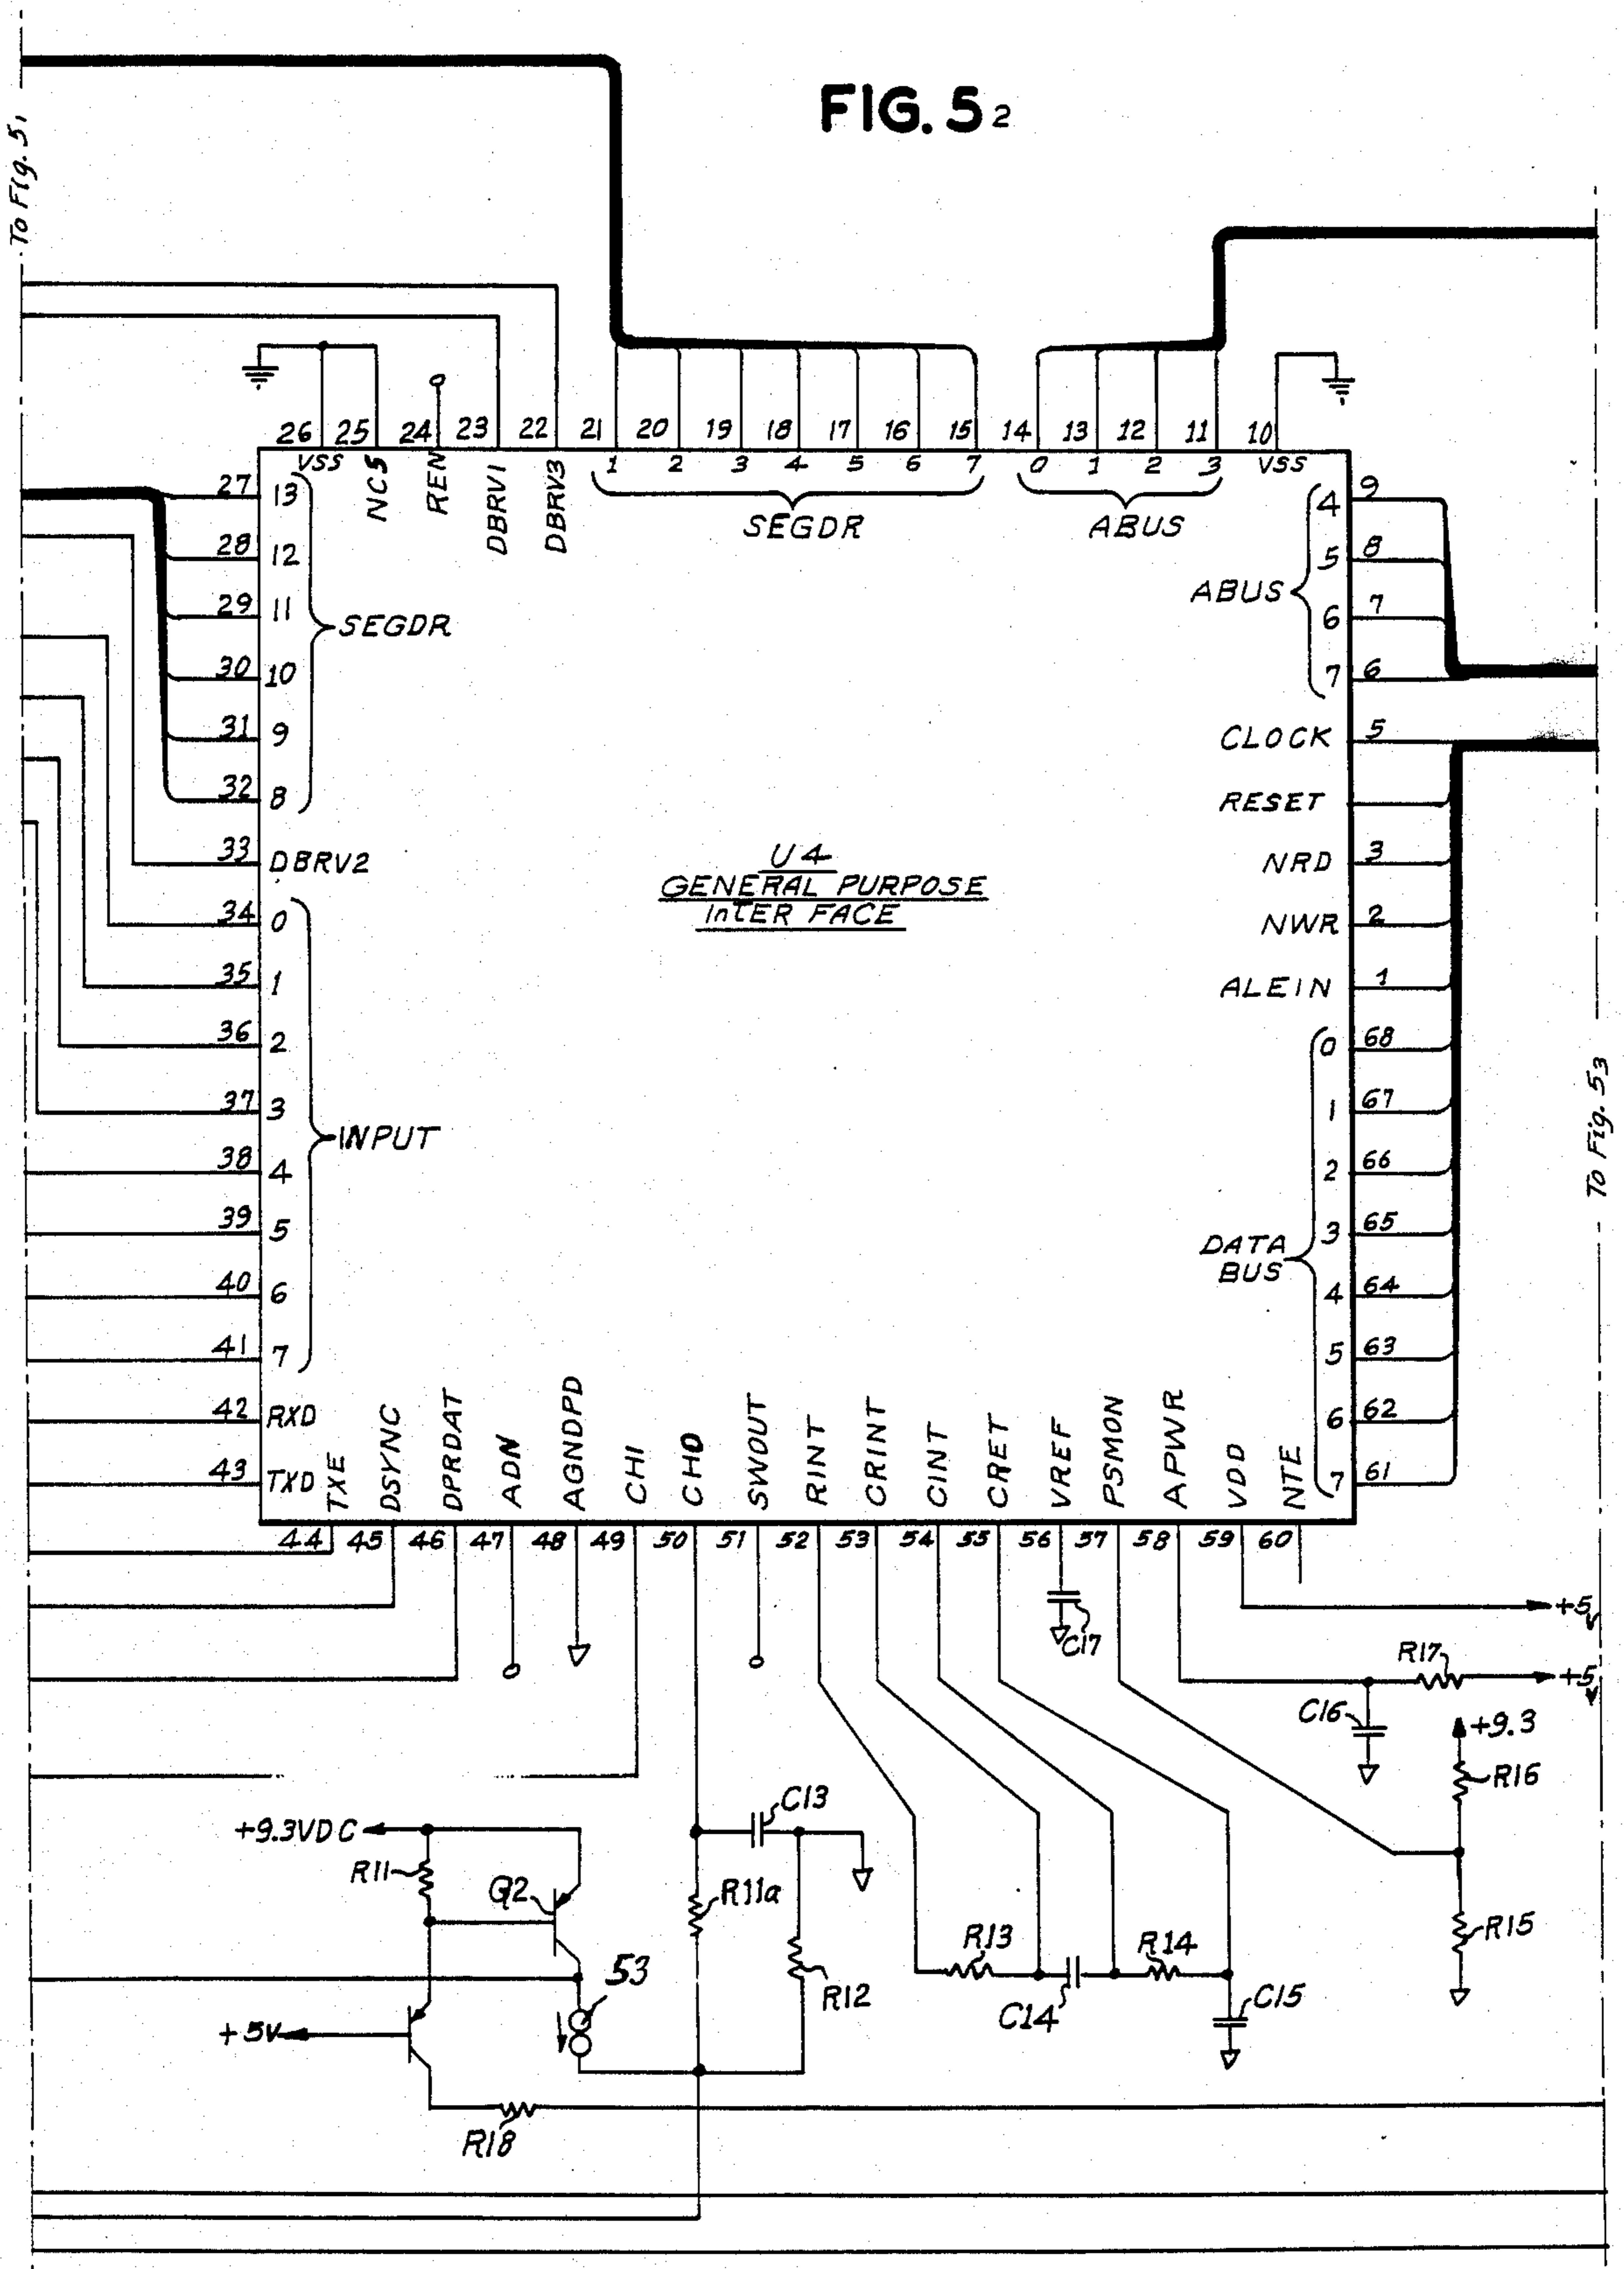 FIG. 5 2
To Fig. 5 1
26 25 24 23 22 21 20 19 18 17 16 15 14 13 12 11 10
VSS NC5 REN DBRV1 DBRV3 1 2 3 4 5 6 7 0 1 2 3 VSS
SEGDR
ABUS
27 13
28 12
29 11
30 10
31 9
32 8
SEGDR
33 DBRV2
34 0
35 1
36 2
37 3
38 4
39 5
40 6
41 7
INPUT
42 RXD
43 TXD
U4
GENERAL PURPOSE
InTER FACE
ABUS
4 9
5 8
6 7
7 6
CLOCK 5
RESET
NRD 3
NWR 2
ALEIN 1
0 68
1 67
2 66
3 65
4 64
5 63
6 62
7 61
DATA
BUS
To Fig. 5 3
TXE DSYNC DPRDAT ADN AGNDPD CHI CHO SWOUT RINT CRINT CINT CRET VREF PSMON APWR VDD NTE
44 45 46 47 48 49 50 51 52 53 54 55 56 57 58 59 60
C17
+5V
R17
+5V
C16
+9.3
R16
R15
C13
+9.3VDC
R11
Q2
R11a
53
R12
R13
C14
R14
C15
+5V
R18